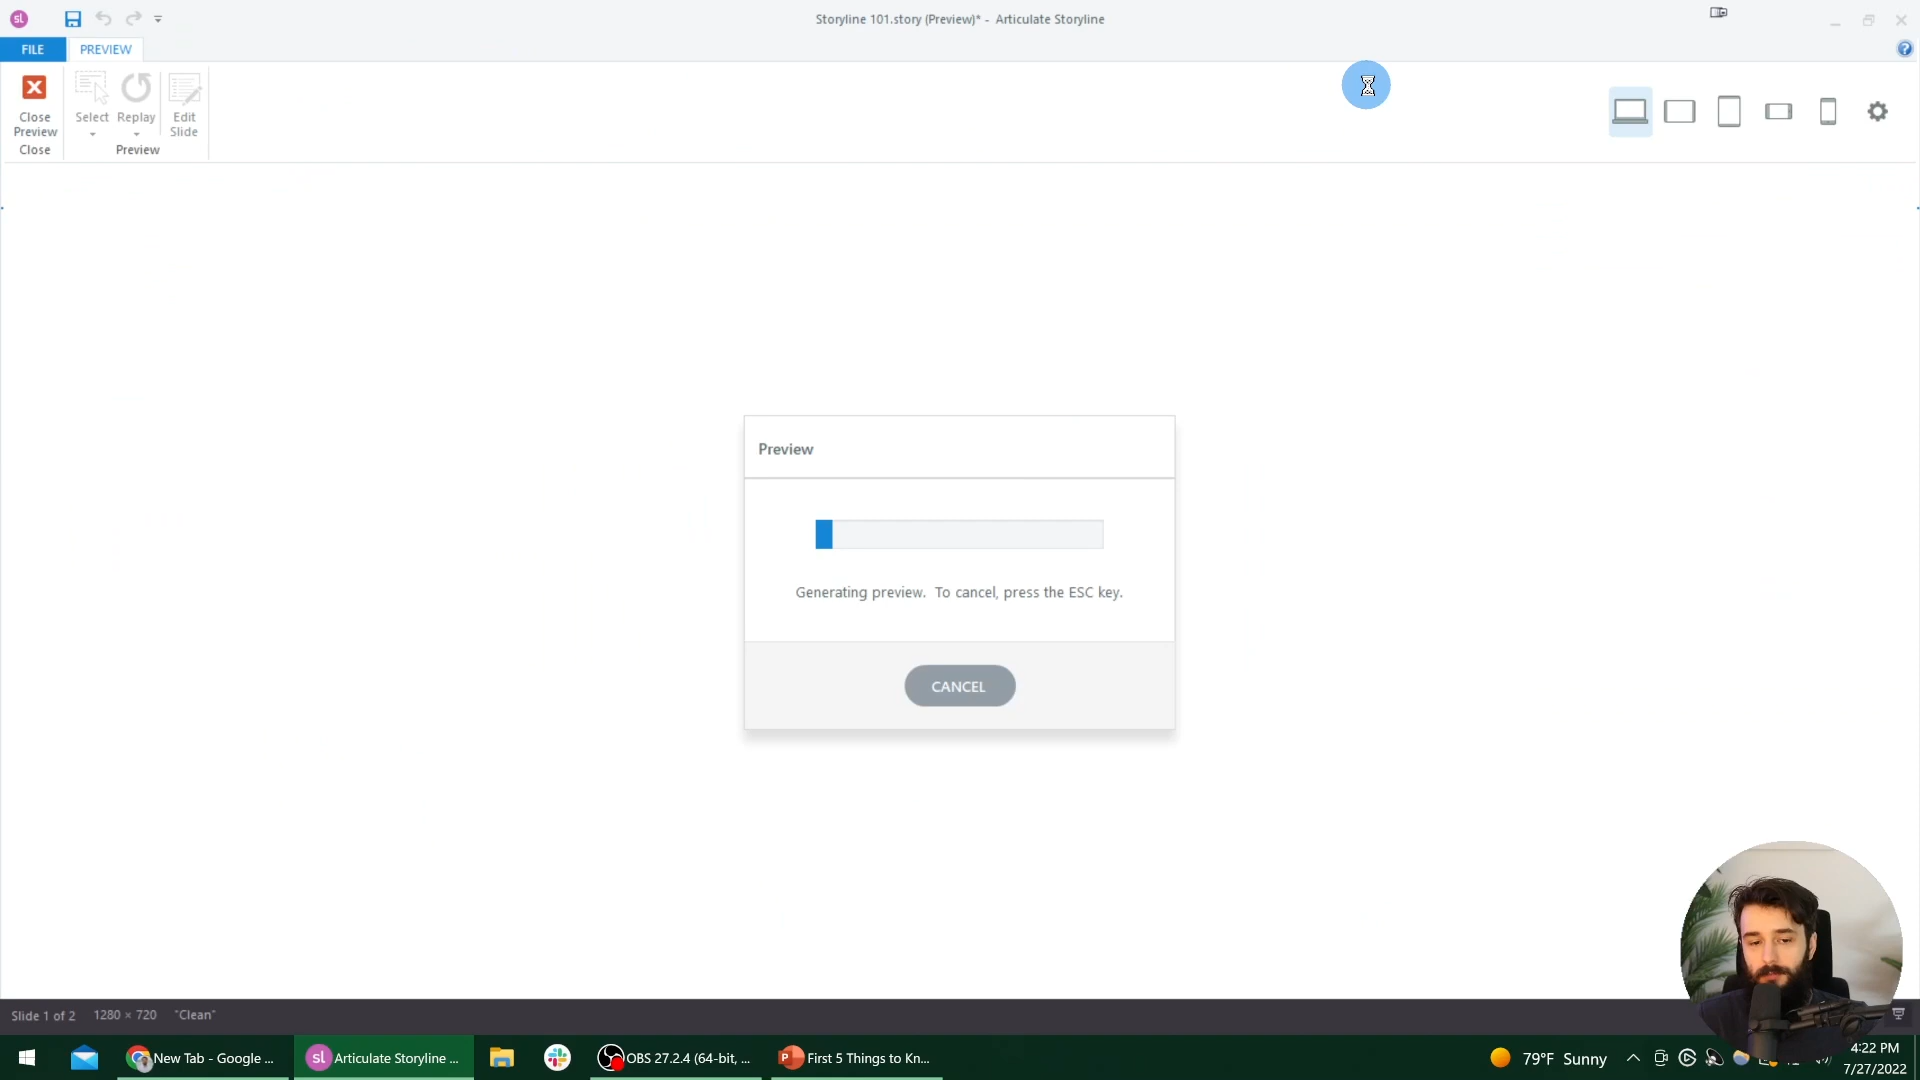 sl
Storyline 101.story (Preview)* - Articulate Storyline
FILE
PREVIEW
?
Close
Preview
Select
Replay
Edit
Slide
Close
Preview
Preview
Generating preview. To cancel, press the ESC key.
CANCEL
Slide 1 of 2
1280 × 720
"Clean"
New Tab - Google ...
sl
Articulate Storyline ...
OBS 27.2.4 (64-bit, ...
First 5 Things to Kn...
79°F Sunny
4:22 PM
7/27/2022